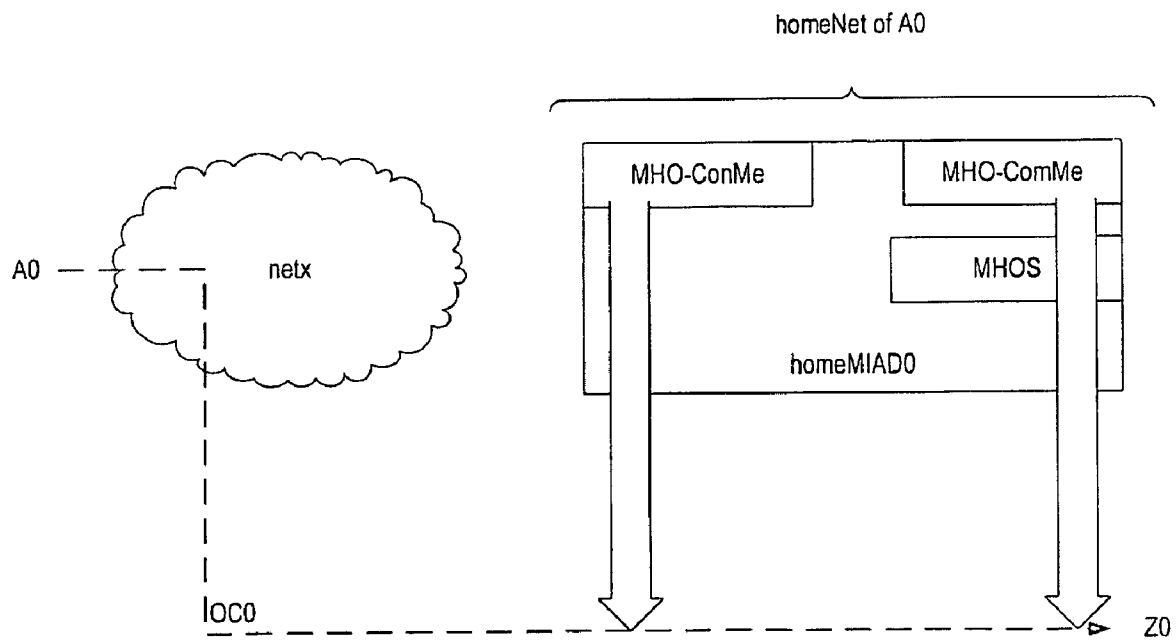 homeNet of A0
MHO-ConMe
MHO-ComMe
A0
netx
MHOS
homeMIAD0
OC0
Z0